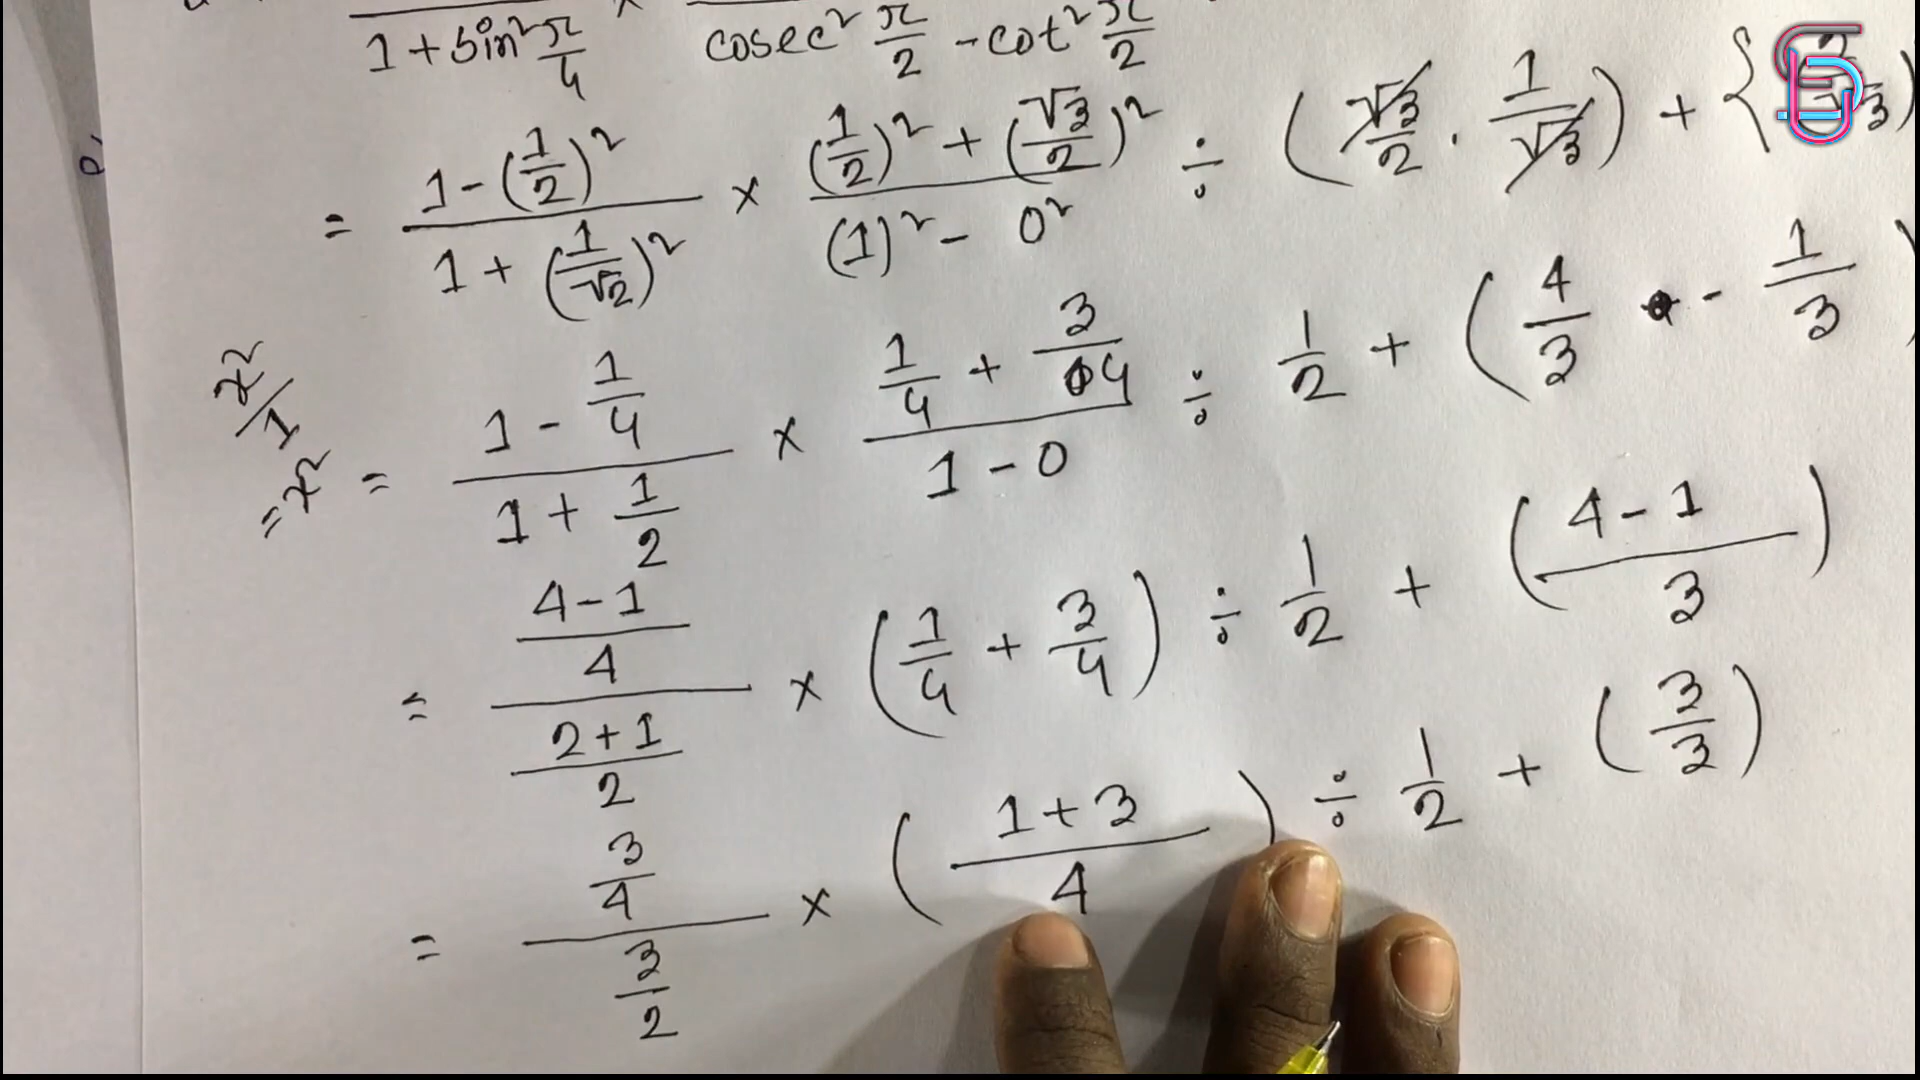 1 + sin² π/4 × cosec² π/2 - cot² π/2
= (1 - (1/2)²)/(1 + (1/√2)²) × ((1/2)² + (√3/2)²)/((1)² - 0²) ÷ (√3/2 · 1/√3) + {
x²/1
= x²
= (1 - 1/4)/(1 + 1/2) × (1/4 + 3/4)/(1 - 0) ÷ 1/2 + (4/3 - 1/3)
= ((4 - 1)/4)/((2 + 1)/2) × (1/4 + 3/4) ÷ 1/2 + ((4 - 1)/3)
= (3/4)/(3/2) × ((1 + 3)/4) ÷ 1/2 + (3/3)